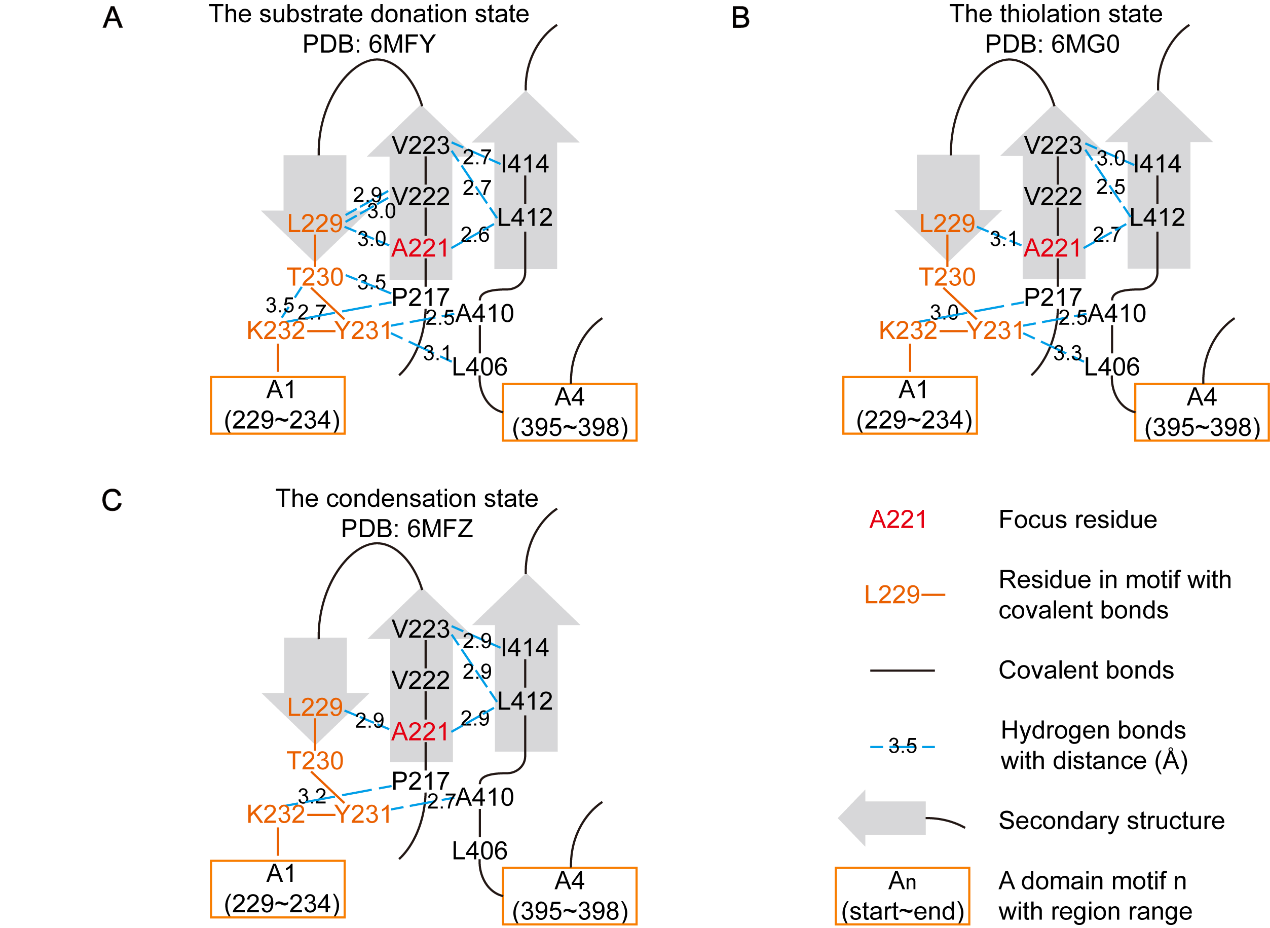 A
The substrate donation state
PDB: 6MFY
V223
2.7
I414
2.9
V222
2.7
3.0
L229
L412
3.0
A221
2.6
T230
3.5
P217
3.5
2.7
2.5
A410
K232
Y231
3.1
L406
A1
(229~234)
A4
(395~398)
B
The thiolation state
PDB: 6MG0
V223
3.0
I414
2.5
V222
L229
L412
3.1
A221
2.7
T230
P217
3.0
2.5
A410
K232
Y231
3.3
L406
A1
(229~234)
A4
(395~398)
C
The condensation state
PDB: 6MFZ
V223
2.9
I414
2.9
V222
L229
L412
2.9
A221
2.9
T230
P217
3.2
2.7
A410
K232
Y231
L406
A1
(229~234)
A4
(395~398)
A221
Focus residue
L229
Residue in motif with
covalent bonds
Covalent bonds
3.5
Hydrogen bonds
with distance (Å)
Secondary structure
An
(start~end)
A domain motif n
with region range